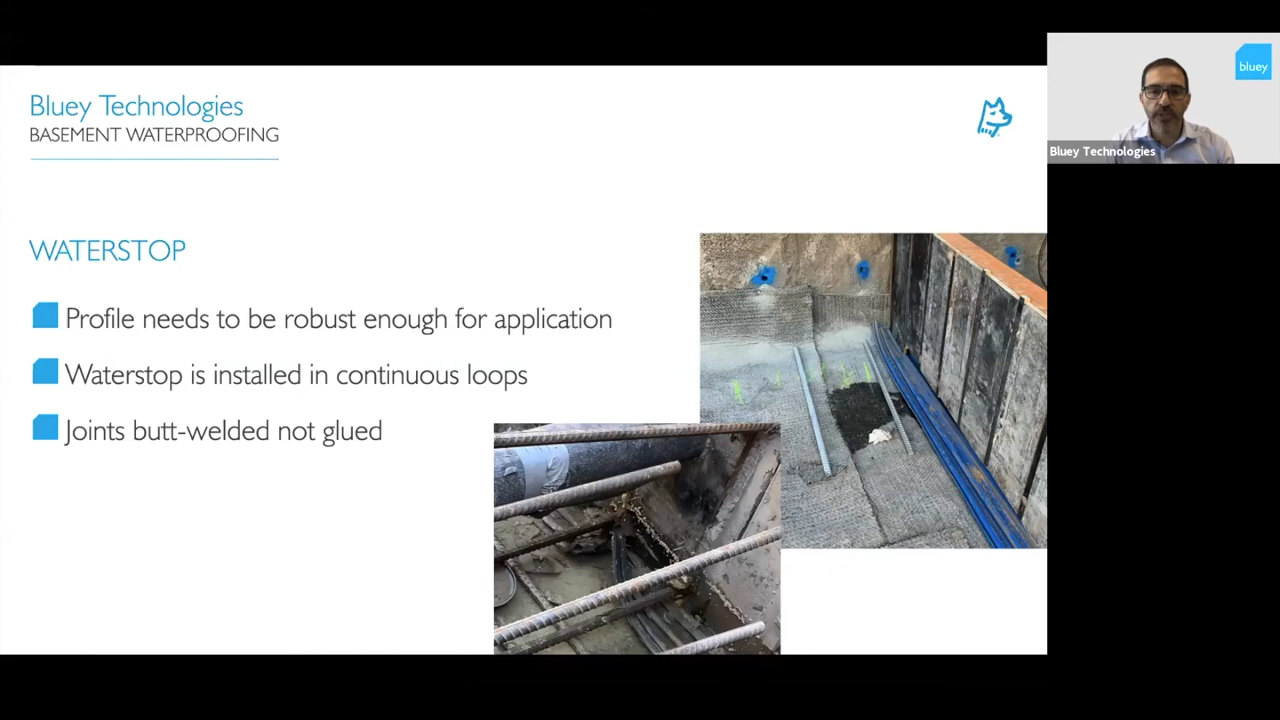 Bluey Technologies
BASEMENT WATERPROOFING
bluey
Bluey Technologies
WATERSTOP
Profile needs to be robust enough for application
Waterstop is installed in continuous loops
Joints butt-welded not glued